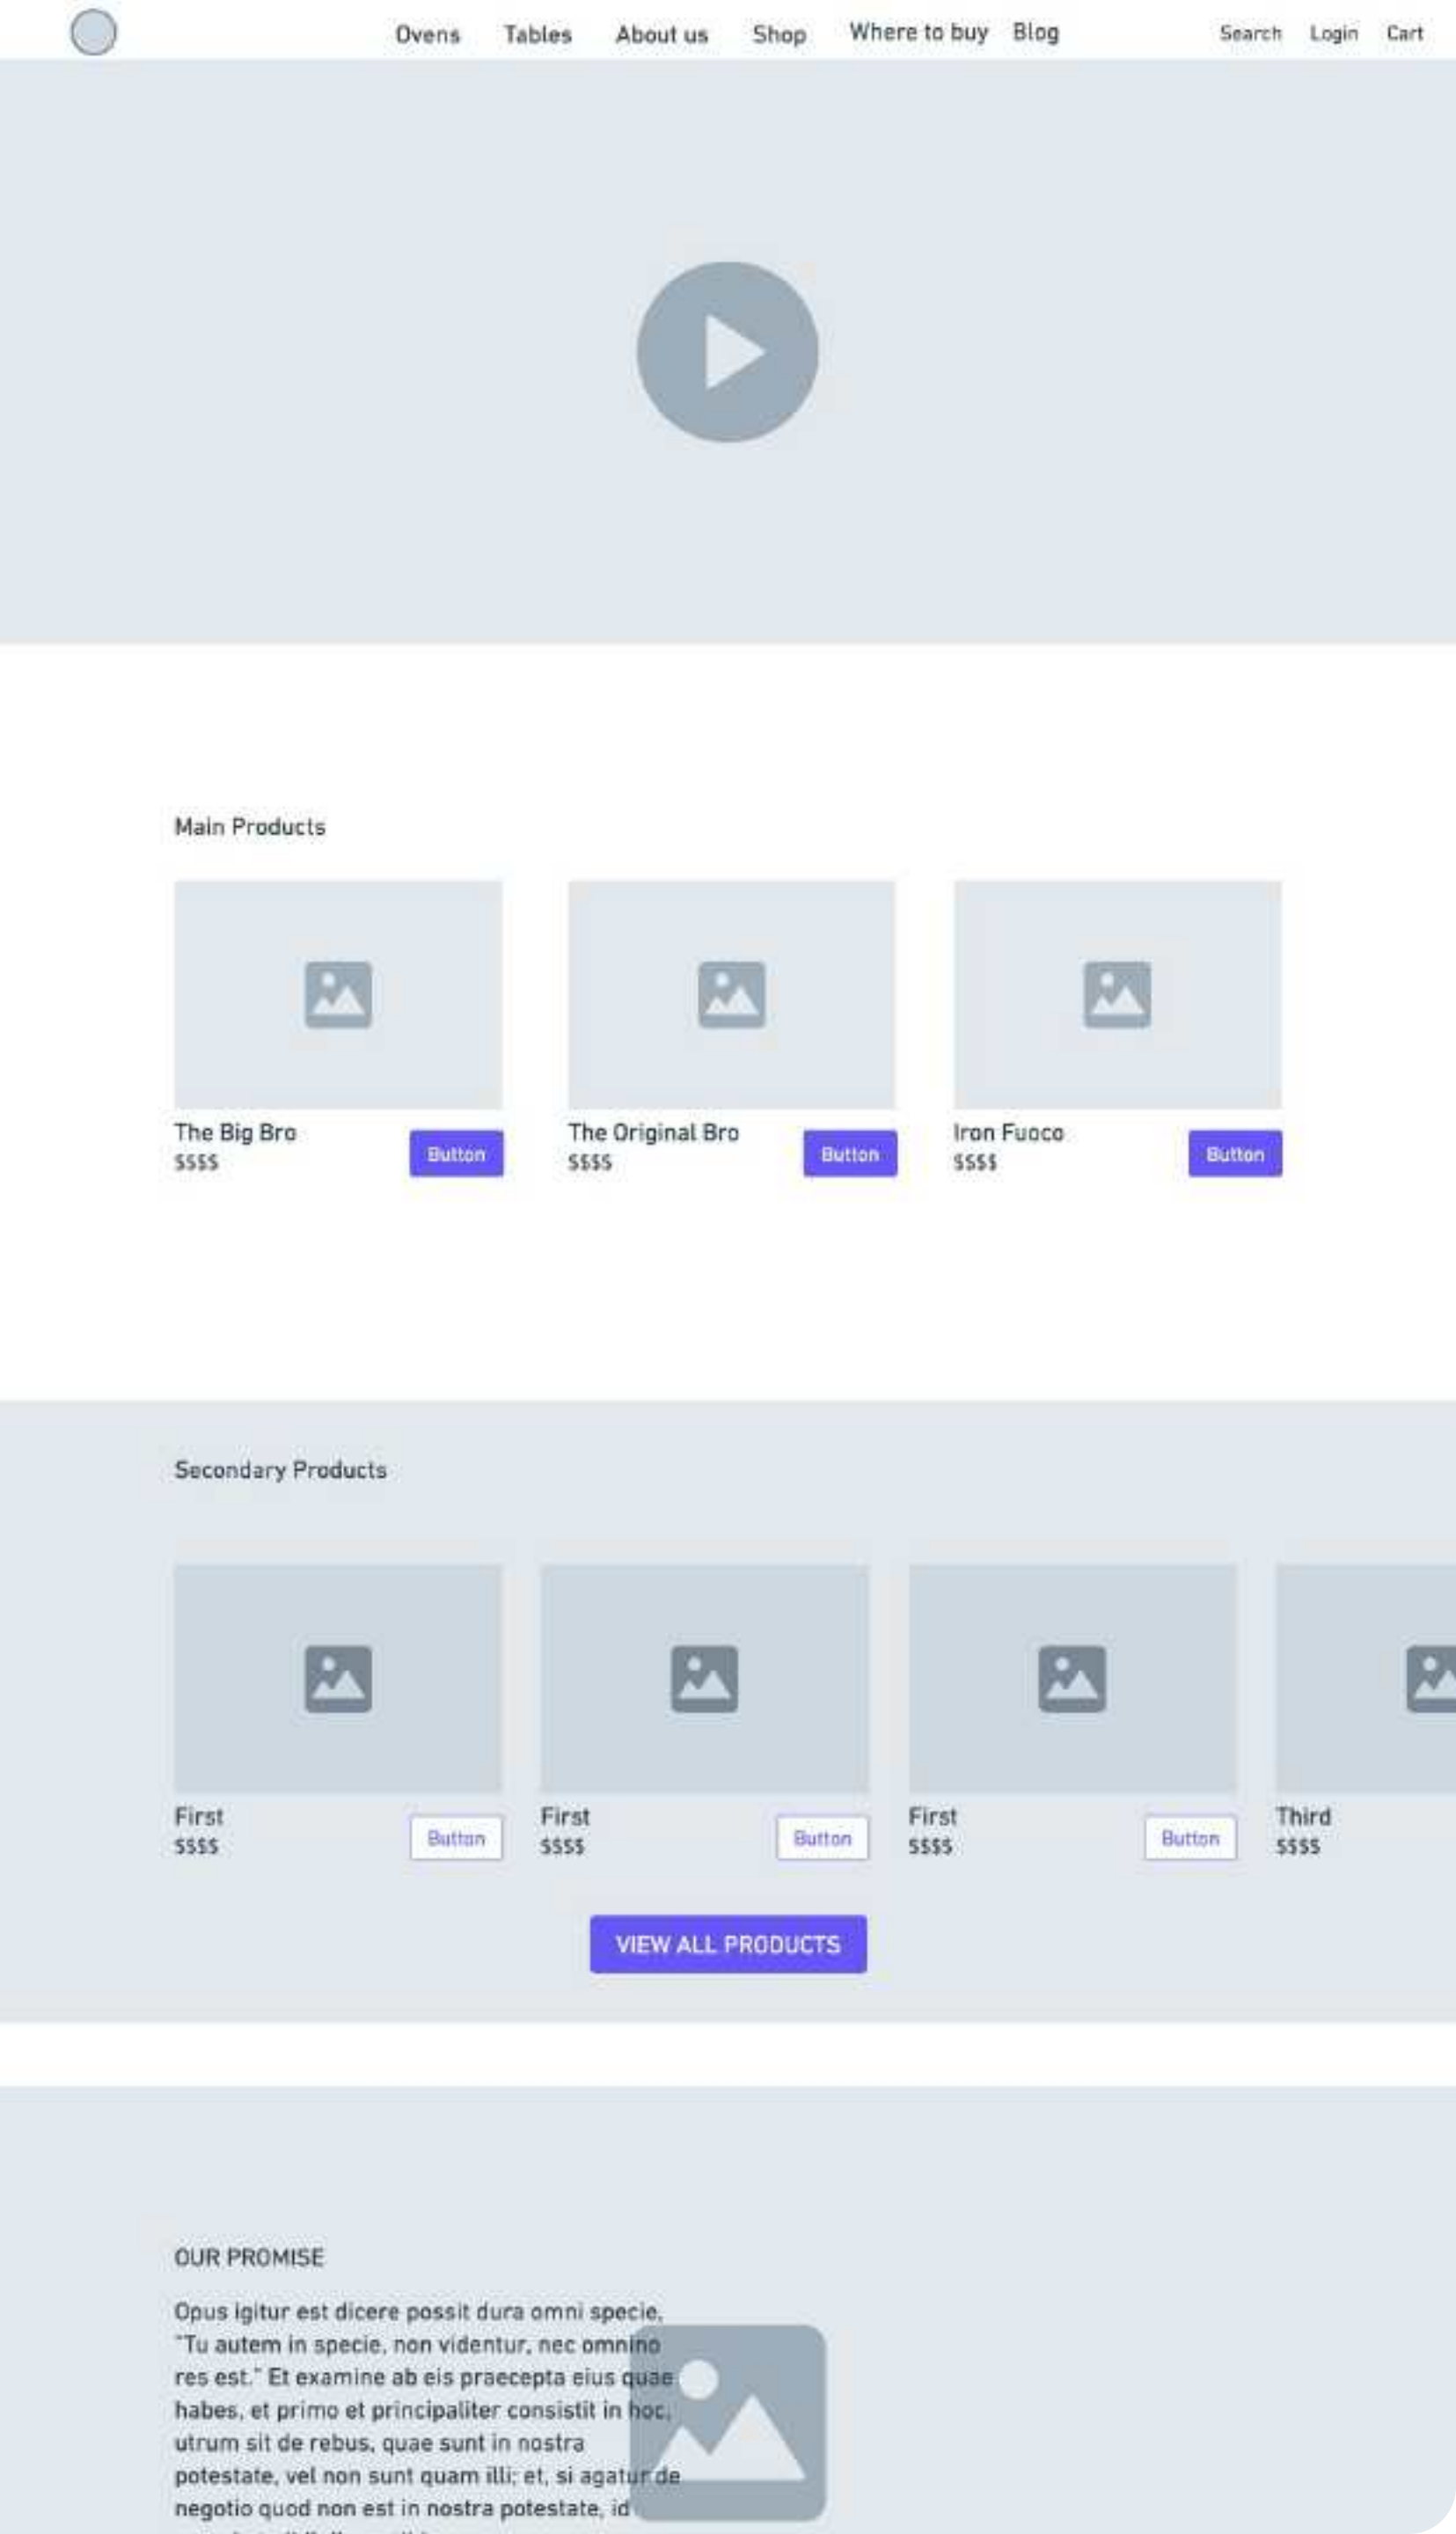 Ovens Tables About us Shop Where to buy Blog Search Login Cart
Main Products
The Big Bro
$$$$
Button
The Original Bro
$$$$
Button
Iron Fuoco
$$$$
Button
Secondary Products
First
$$$$
Button
First
$$$$
Button
First
$$$$
Button
Third
$$$$
VIEW ALL PRODUCTS
OUR PROMISE
Opus igitur est dicere possit dura omni specie,
"Tu autem in specie, non videntur, nec omnino
res est." Et examine ab eis praecepta eius quae
habes, et primo et principaliter consistit in hoc,
utrum sit de rebus, quae sunt in nostra
potestate, vel non sunt quam illi; et, si agatur de
negotio quod non est in nostra potestate, id